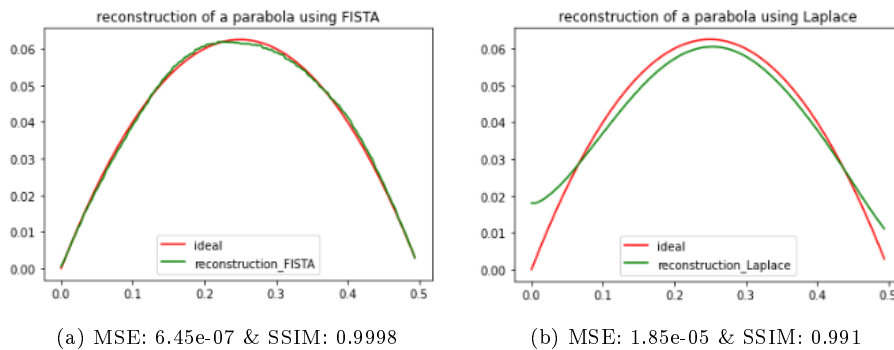 reconstruction of a parabola using FISTA
0.06
0.05
0.04
0.03
0.02
0.01
0.00
ideal
reconstruction_FISTA
0.0 0.1 0.2 0.3 0.4 0.5
(a) MSE: 6.45e-07 & SSIM: 0.9998
reconstruction of a parabola using Laplace
0.06
0.05
0.04
0.03
0.02
0.01
0.00
ideal
reconstruction_Laplace
0.0 0.1 0.2 0.3 0.4 0.5
(b) MSE: 1.85e-05 & SSIM: 0.991